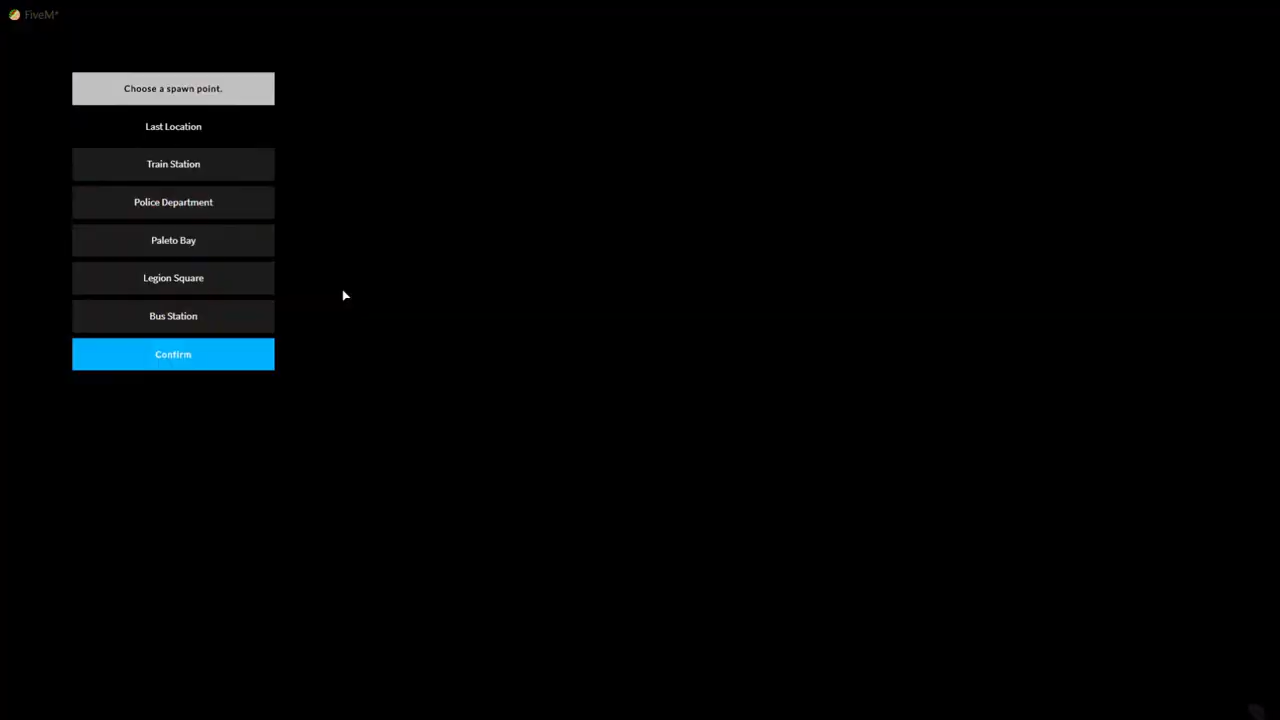 FiveM*
Choose a spawn point.
Last Location
Train Station
Police Department
Paleto Bay
Legion Square
Bus Station
Confirm